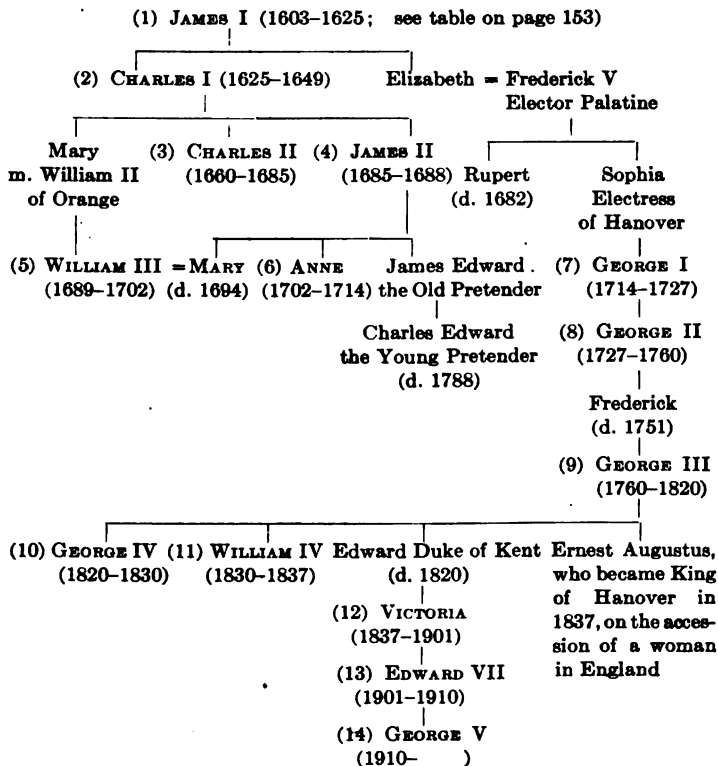 (1) JAMES I (1603–1625; see table on page 153)
(2) CHARLES I (1625–1649) Elizabeth = Frederick V
Elector Palatine
Mary (3) CHARLES II (4) JAMES II Rupert Sophia
m. William II (1660–1685) (1685–1688) (d. 1682) Electress
of Orange of Hanover
(5) WILLIAM III = MARY (6) ANNE James Edward . (7) GEORGE I
(1689–1702) (d. 1694) (1702–1714) the Old Pretender (1714–1727)
Charles Edward (8) GEORGE II
the Young Pretender (1727–1760)
(d. 1788)
Frederick
(d. 1751)
(9) GEORGE III
(1760–1820)
(10) GEORGE IV (11) WILLIAM IV Edward Duke of Kent Ernest Augustus,
(1820–1830) (1830–1837) (d. 1820) who became King
of Hanover in
(12) VICTORIA 1837, on the acces-
(1837–1901) sion of a woman
in England
(13) EDWARD VII
(1901–1910)
(14) GEORGE V
(1910– )